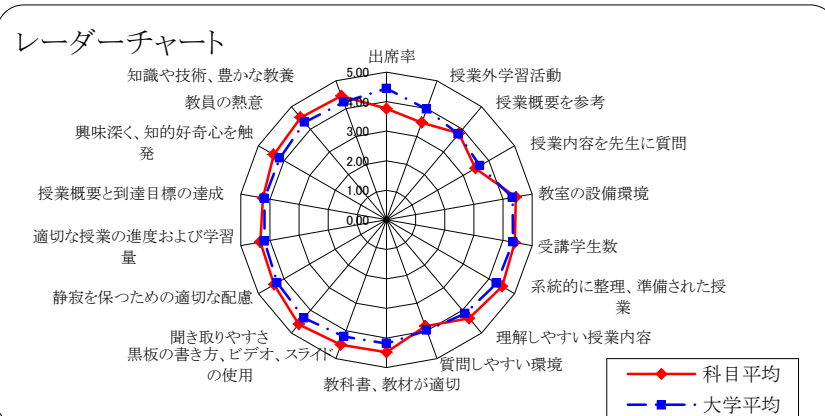 レーダーチャート
出席率
授業外学習活動
授業概要を参考
授業内容を先生に質問
教室の設備環境
受講学生数
系統的に整理、準備された授
業
理解しやすい授業内容
質問しやすい環境
教科書、教材が適切
黒板の書き方、ビデオ、スライド
の使用
聞き取りやすさ
静寂を保つための適切な配慮
適切な授業の進度および学習
量
授業概要と到達目標の達成
興味深く、知的好奇心を触
発
教員の熱意
知識や技術、豊かな教養
5.00
4.00
3.00
2.00
1.00
0.00
科目平均
大学平均